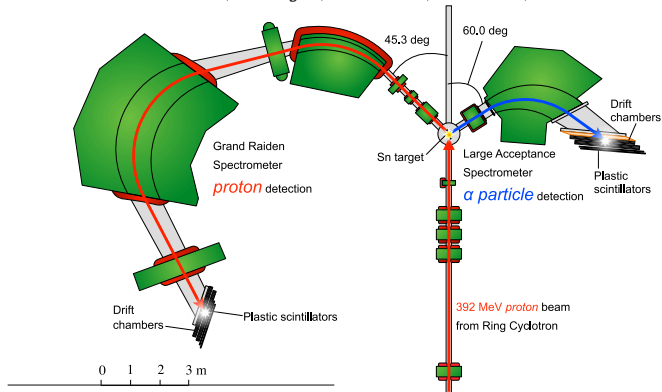 45.3 deg
60.0 deg
Grand Raiden
Spectrometer
proton detection
Sn target
Large Acceptance
Spectrometer
α particle detection
Drift
chambers
Plastic
scintillators
392 MeV proton beam
from Ring Cyclotron
Drift
chambers
Plastic scintillators
0 1 2 3 m